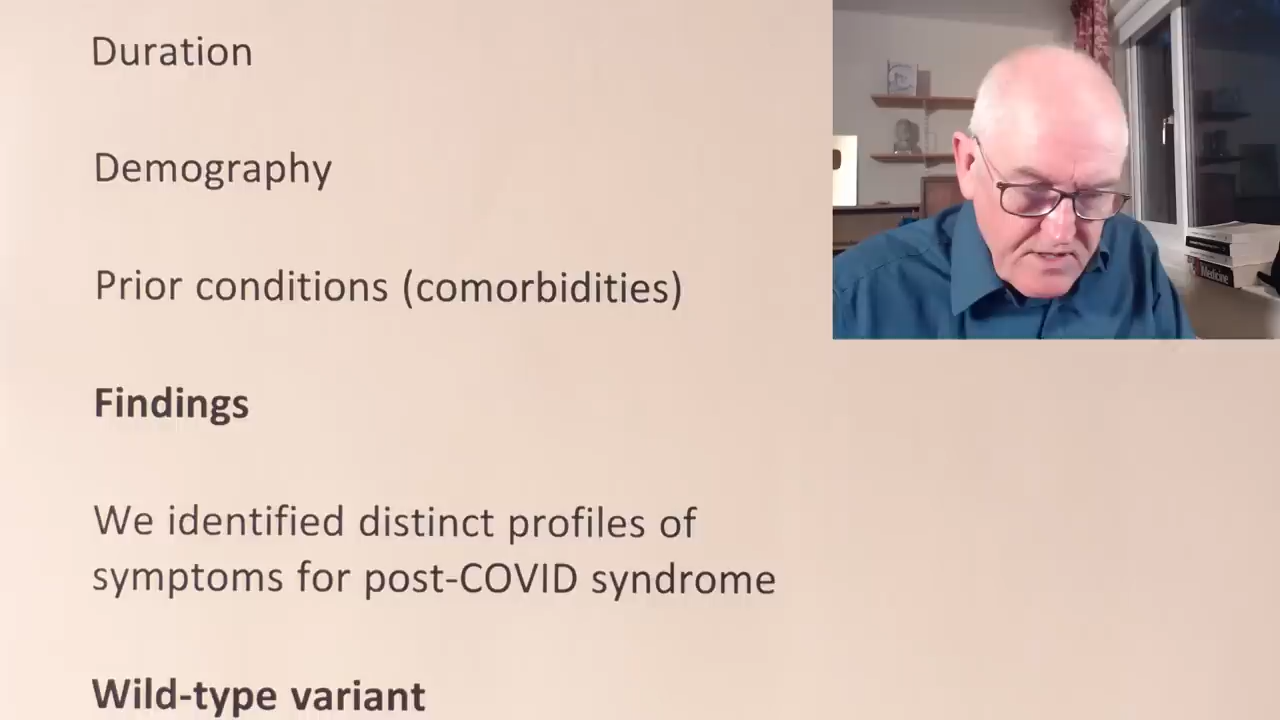 Duration
Demography
Prior conditions (comorbidities)
Findings
We identified distinct profiles of
symptoms for post-COVID syndrome
Wild-type variant
Medicine